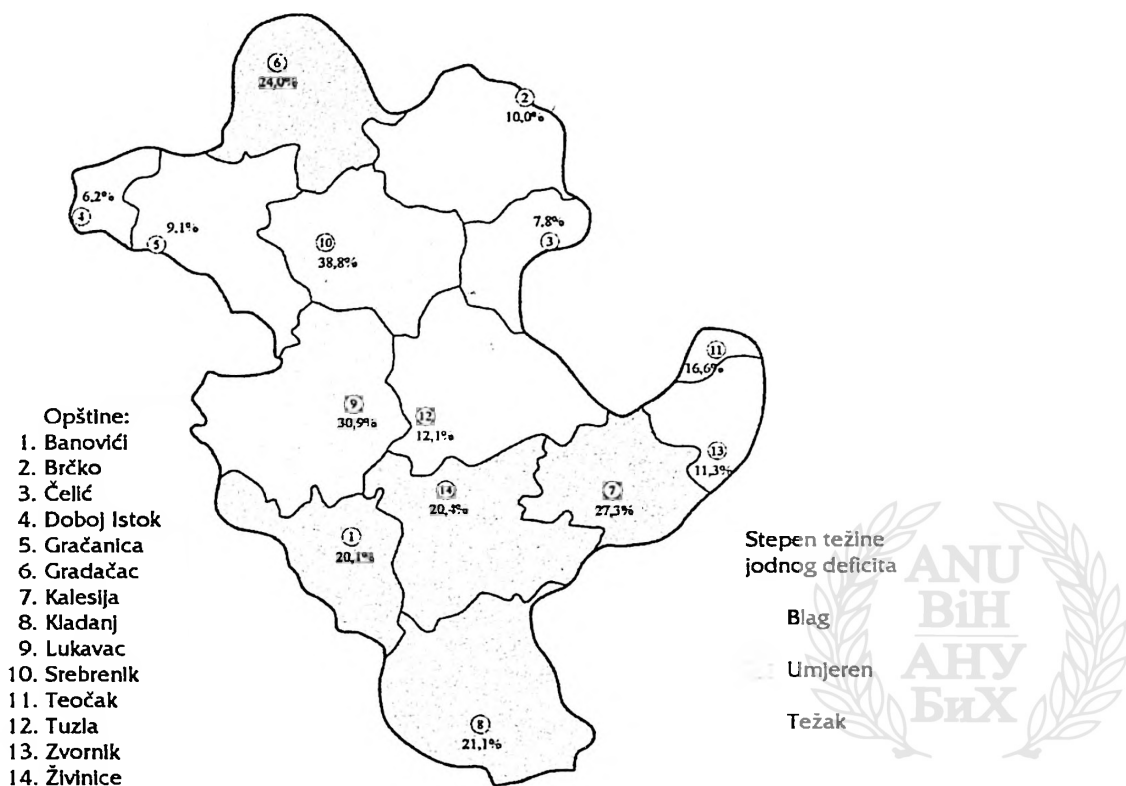 6
24,0%
2
10,0%
6,2%
4
9.1%
5
7,8%
3
10
38,8%
11
16,6%
9
30,9%
12
12,1%
13
11,3%
14
20,4%
7
27,3%
1
20,1%
8
21,1%
Opštine:
1. Banovići
2. Brčko
3. Čelić
4. Doboj Istok
5. Gračanica
6. Gradačac
7. Kalesija
8. Kladanj
9. Lukavac
10. Srebrenik
11. Teočak
12. Tuzla
13. Zvornik
14. Živinice
Stepen težine
jodnog deficita
Blag
Umjeren
Težak
ANU
BiH
АНУ
БиХ